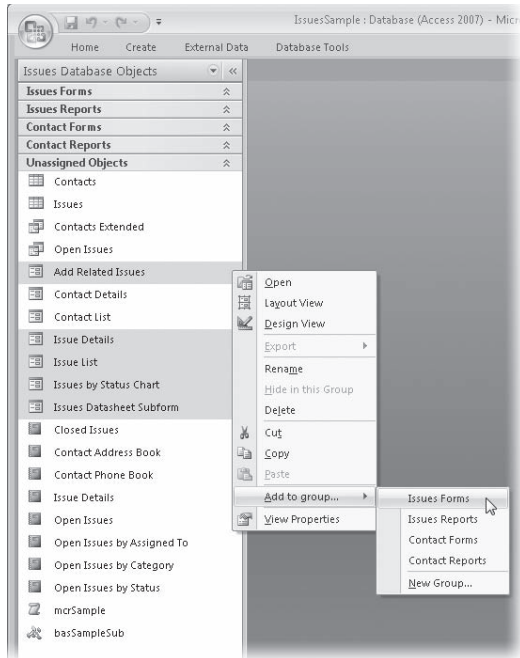 IssuesSample : Database (Access 2007) - Micr
Home Create External Data Database Tools
Issues Database Objects
Issues Forms
Issues Reports
Contact Forms
Contact Reports
Unassigned Objects
Contacts
Issues
Contacts Extended
Open Issues
Add Related Issues
Contact Details
Contact List
Issue Details
Issue List
Issues by Status Chart
Issues Datasheet Subform
Closed Issues
Contact Address Book
Contact Phone Book
Issue Details
Open Issues
Open Issues by Assigned To
Open Issues by Category
Open Issues by Status
mcrSample
basSampleSub
Open
Layout View
Design View
Export
Rename
Hide in this Group
Delete
Cut
Copy
Paste
Add to group...
View Properties
Issues Forms
Issues Reports
Contact Forms
Contact Reports
New Group...